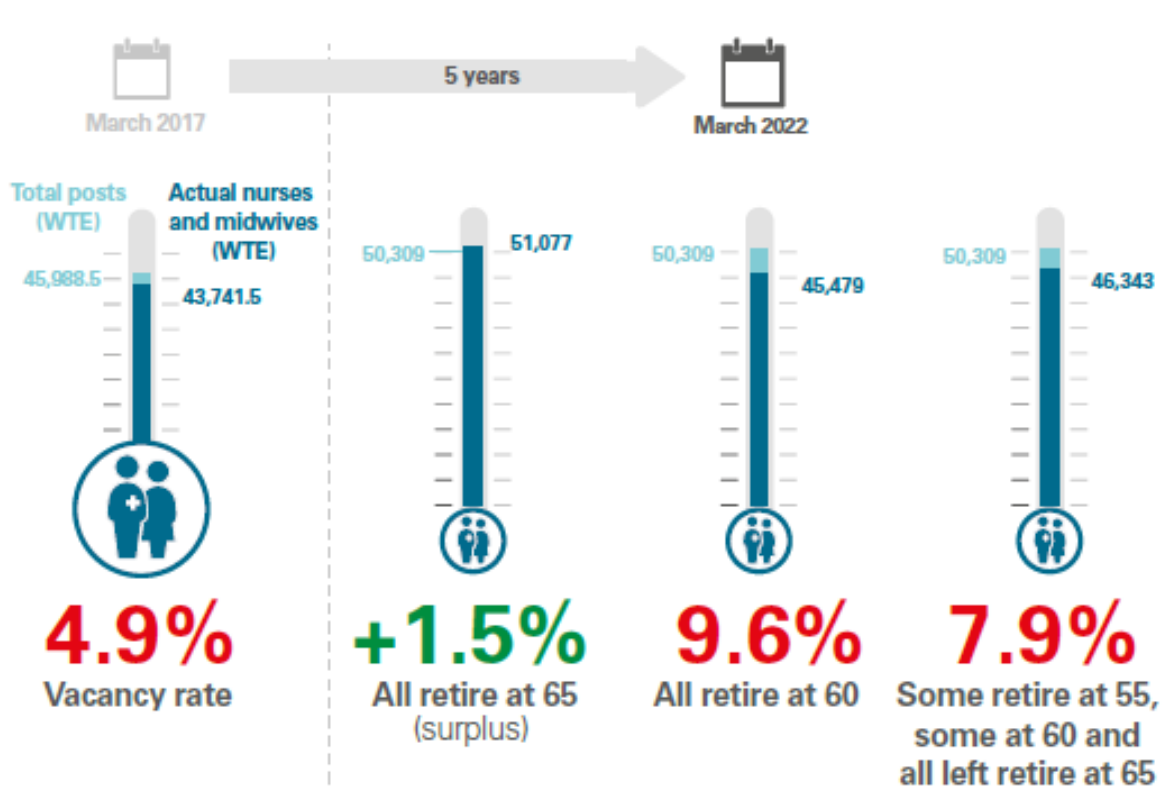 5 years
March 2017
March 2022
Total posts
(WTE)
Actual nurses
and midwives
(WTE)
45,988.5
43,741.5
50,309
51,077
50,309
45,479
50,309
46,343
4.9%
Vacancy rate
+1.5%
All retire at 65
(surplus)
9.6%
All retire at 60
7.9%
Some retire at 55,
some at 60 and
all left retire at 65